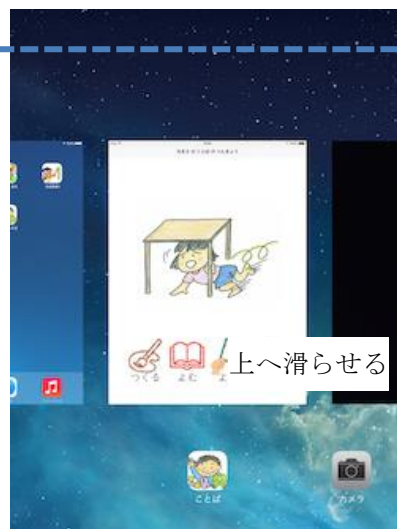 つくる よむ
上へ滑らせる
ことば
カメラ